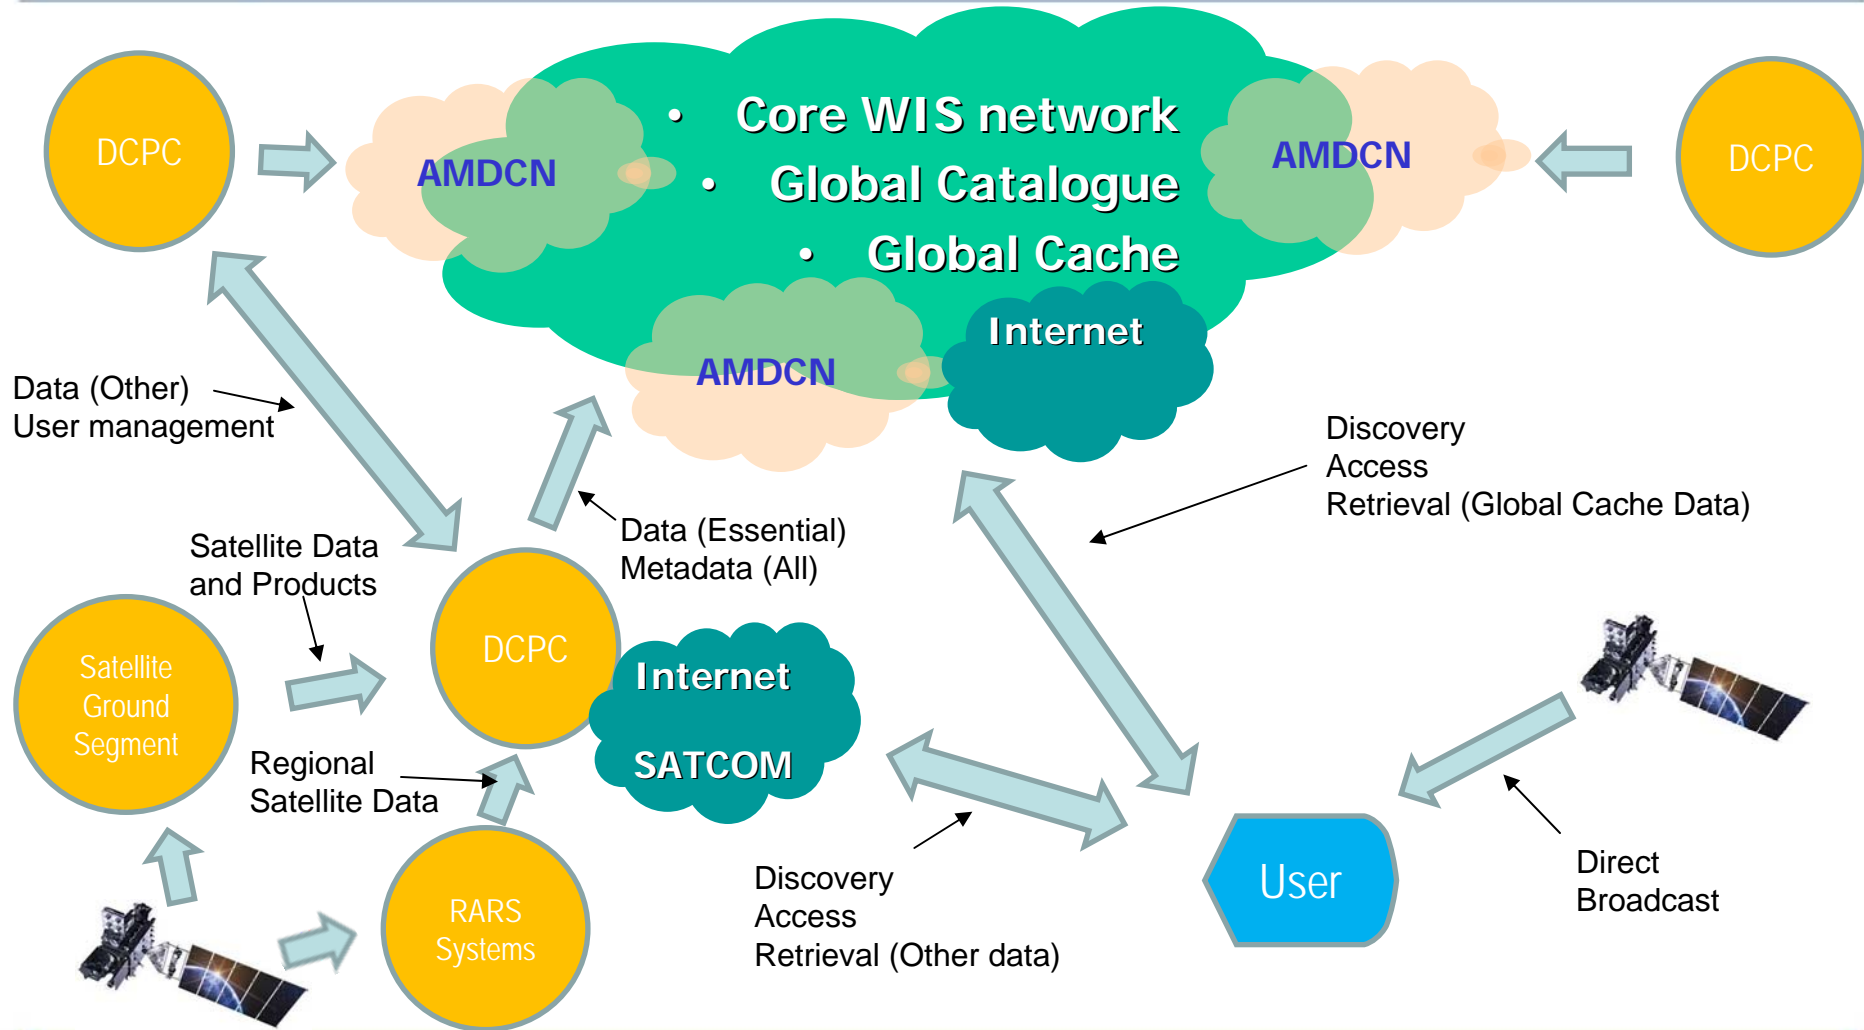 • Core WIS network
• Global Catalogue
• Global Cache
DCPC
AMDCN
AMDCN
DCPC
AMDCN
Internet
Data (Other)
User management
Discovery
Access
Retrieval (Global Cache Data)
Data (Essential)
Metadata (All)
Satellite Data
and Products
DCPC
Satellite
Ground
Segment
Internet
SATCOM
Regional
Satellite Data
RARS
Systems
Discovery
Access
Retrieval (Other data)
User
Direct
Broadcast